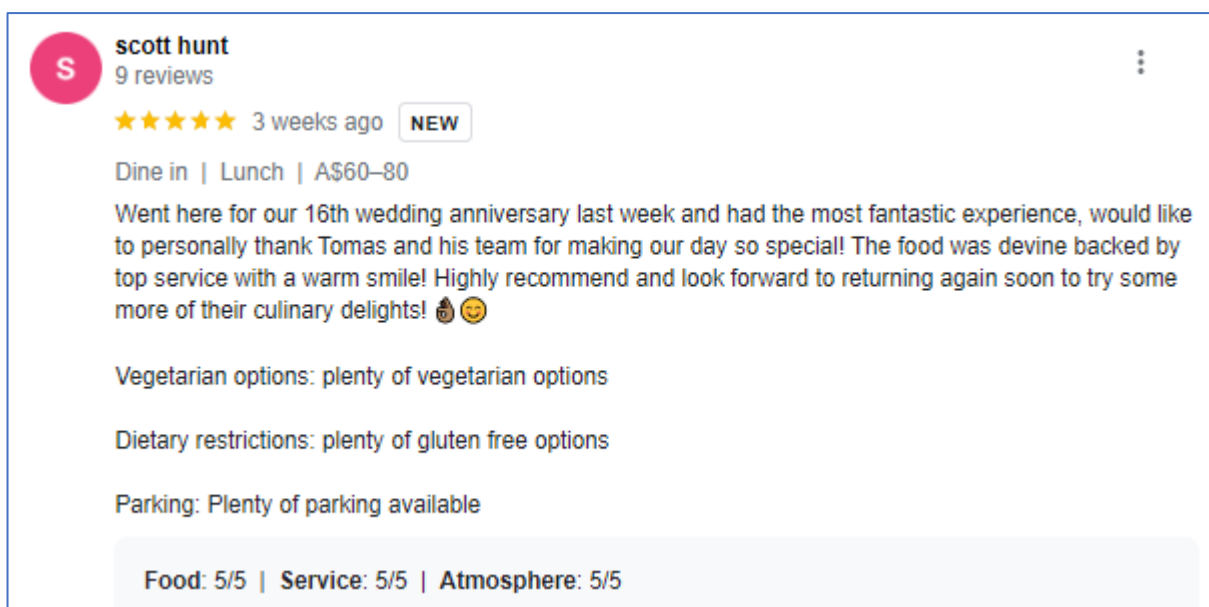 S
scott hunt
9 reviews
★★★★★ 3 weeks ago NEW
Dine in | Lunch | A$60–80
Went here for our 16th wedding anniversary last week and had the most fantastic experience, would like
to personally thank Tomas and his team for making our day so special! The food was devine backed by
top service with a warm smile! Highly recommend and look forward to returning again soon to try some
more of their culinary delights! 👌🏿😊
Vegetarian options: plenty of vegetarian options
Dietary restrictions: plenty of gluten free options
Parking: Plenty of parking available
Food: 5/5 | Service: 5/5 | Atmosphere: 5/5